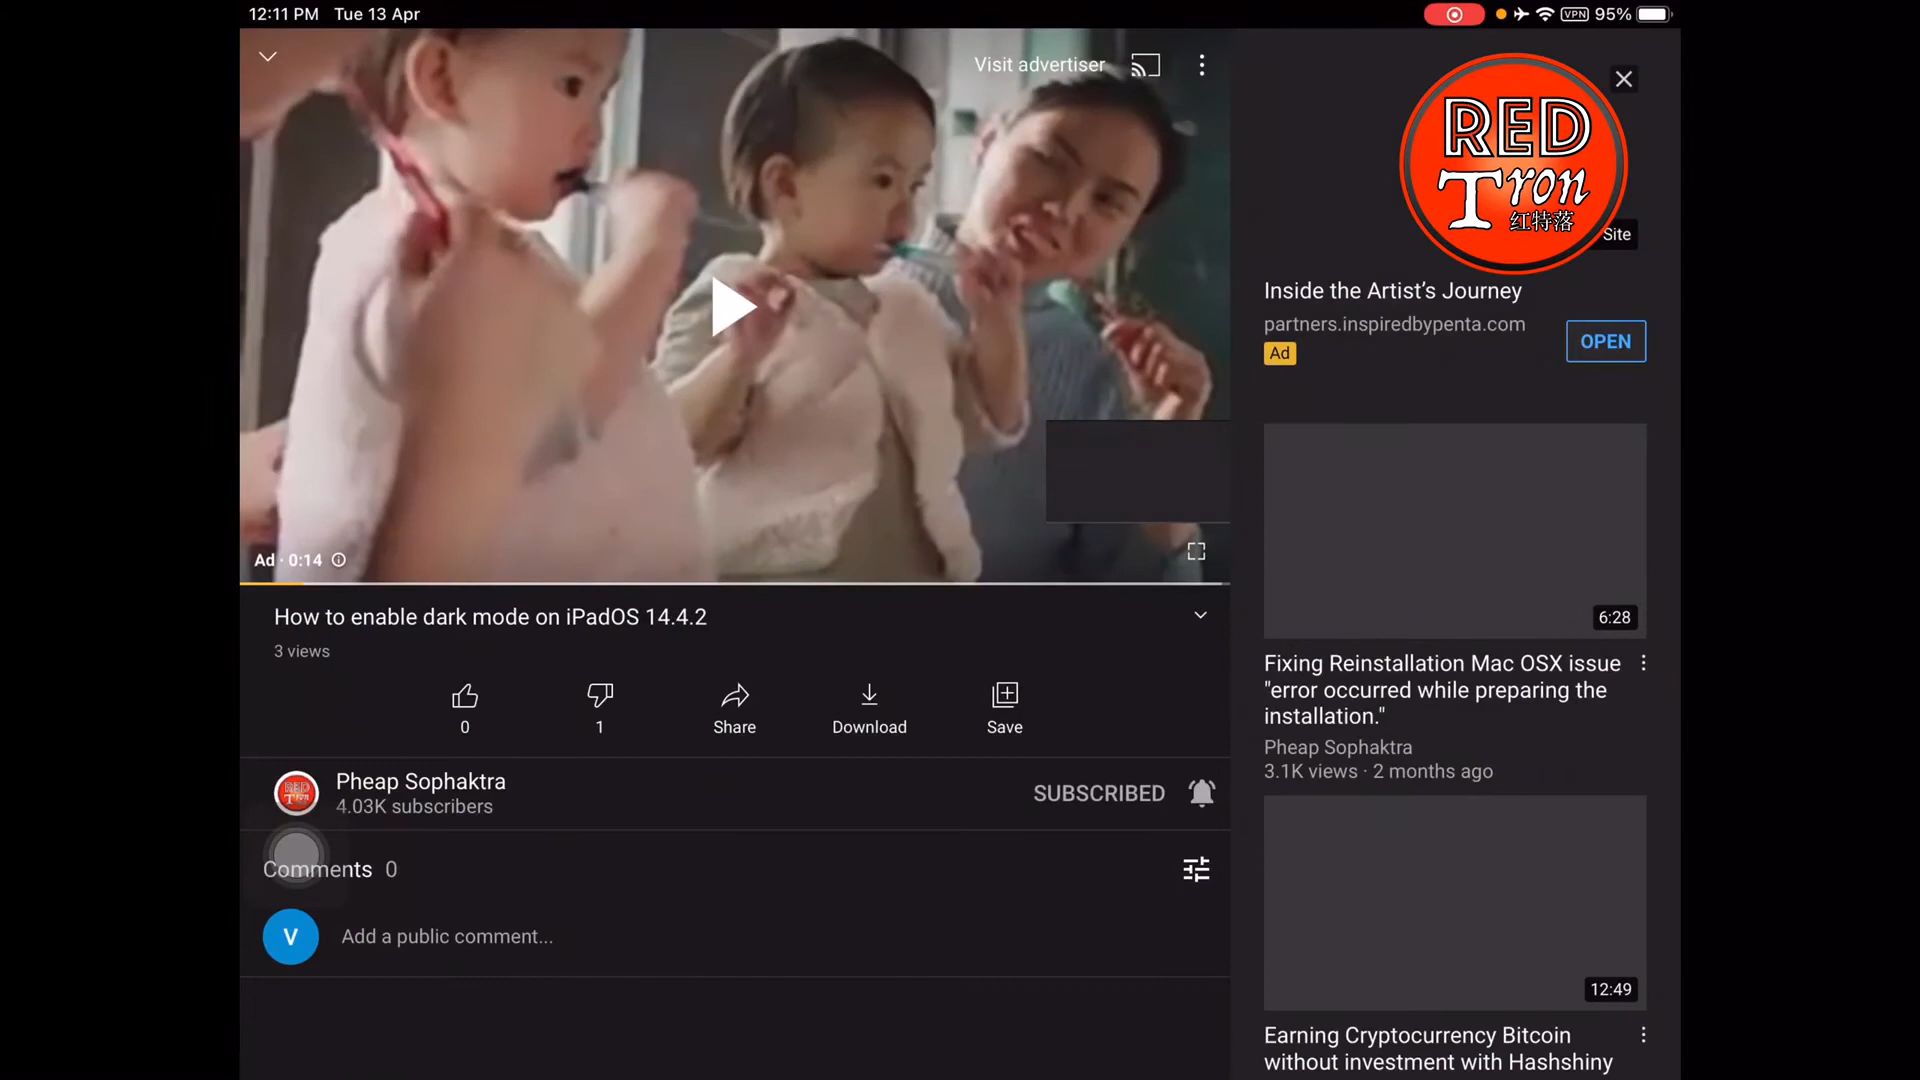 12:11 PM Tue 13 Apr
VPN 95%
Visit advertiser
RED
Tron
红特落
Site
Inside the Artist’s Journey
partners.inspiredbypenta.com
Ad
OPEN
Ad · 0:14
How to enable dark mode on iPadOS 14.4.2
3 views
0
1
Share
Download
Save
RED
Tron
Pheap Sophaktra
4.03K subscribers
SUBSCRIBED
Comments 0
V
Add a public comment...
6:28
Fixing Reinstallation Mac OSX issue
"error occurred while preparing the
installation."
Pheap Sophaktra
3.1K views · 2 months ago
12:49
Earning Cryptocurrency Bitcoin
without investment with Hashshiny